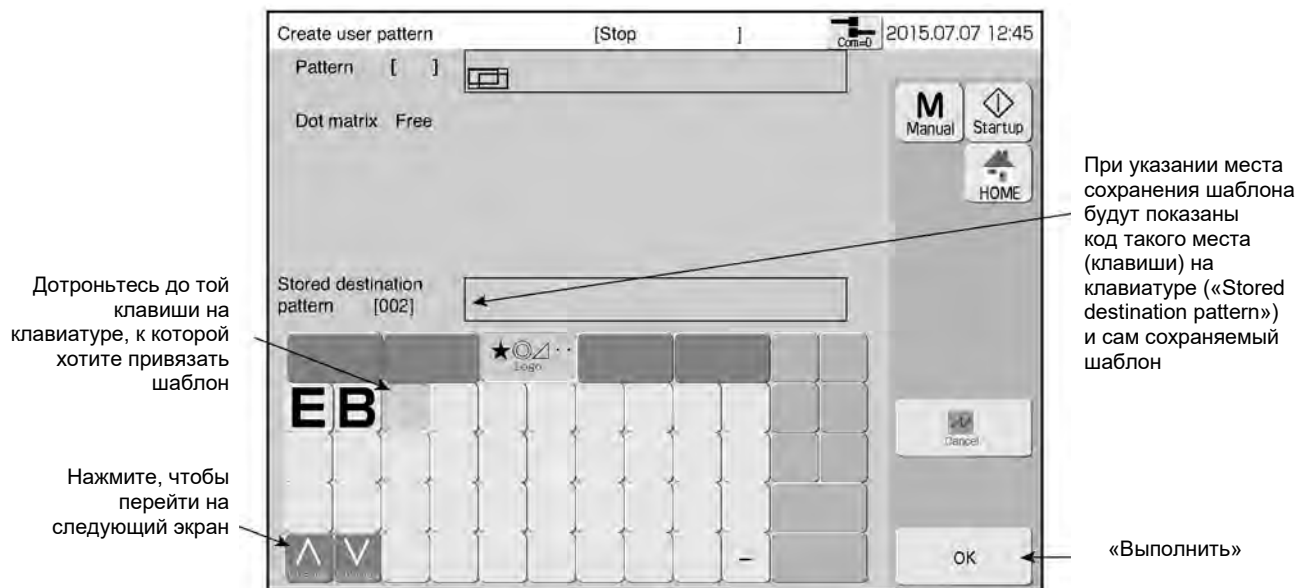 Create user pattern [Stop ] Com=0 2015.07.07 12:45
Pattern [ ]
Dot matrix Free
M
Manual
Startup
HOME
При указании места
сохранения шаблона
будут показаны
код такого места
(клавиши) на
клавиатуре («Stored
destination pattern»)
и сам сохраняемый
шаблон
Stored destination
pattern [002]
Дотроньтесь до той
клавиши на
клавиатуре, к которой
хотите привязать
шаблон
★◎⊿··
Logo
E B
Cancel
Нажмите, чтобы
перейти на
следующий экран
–
OK
«Выполнить»